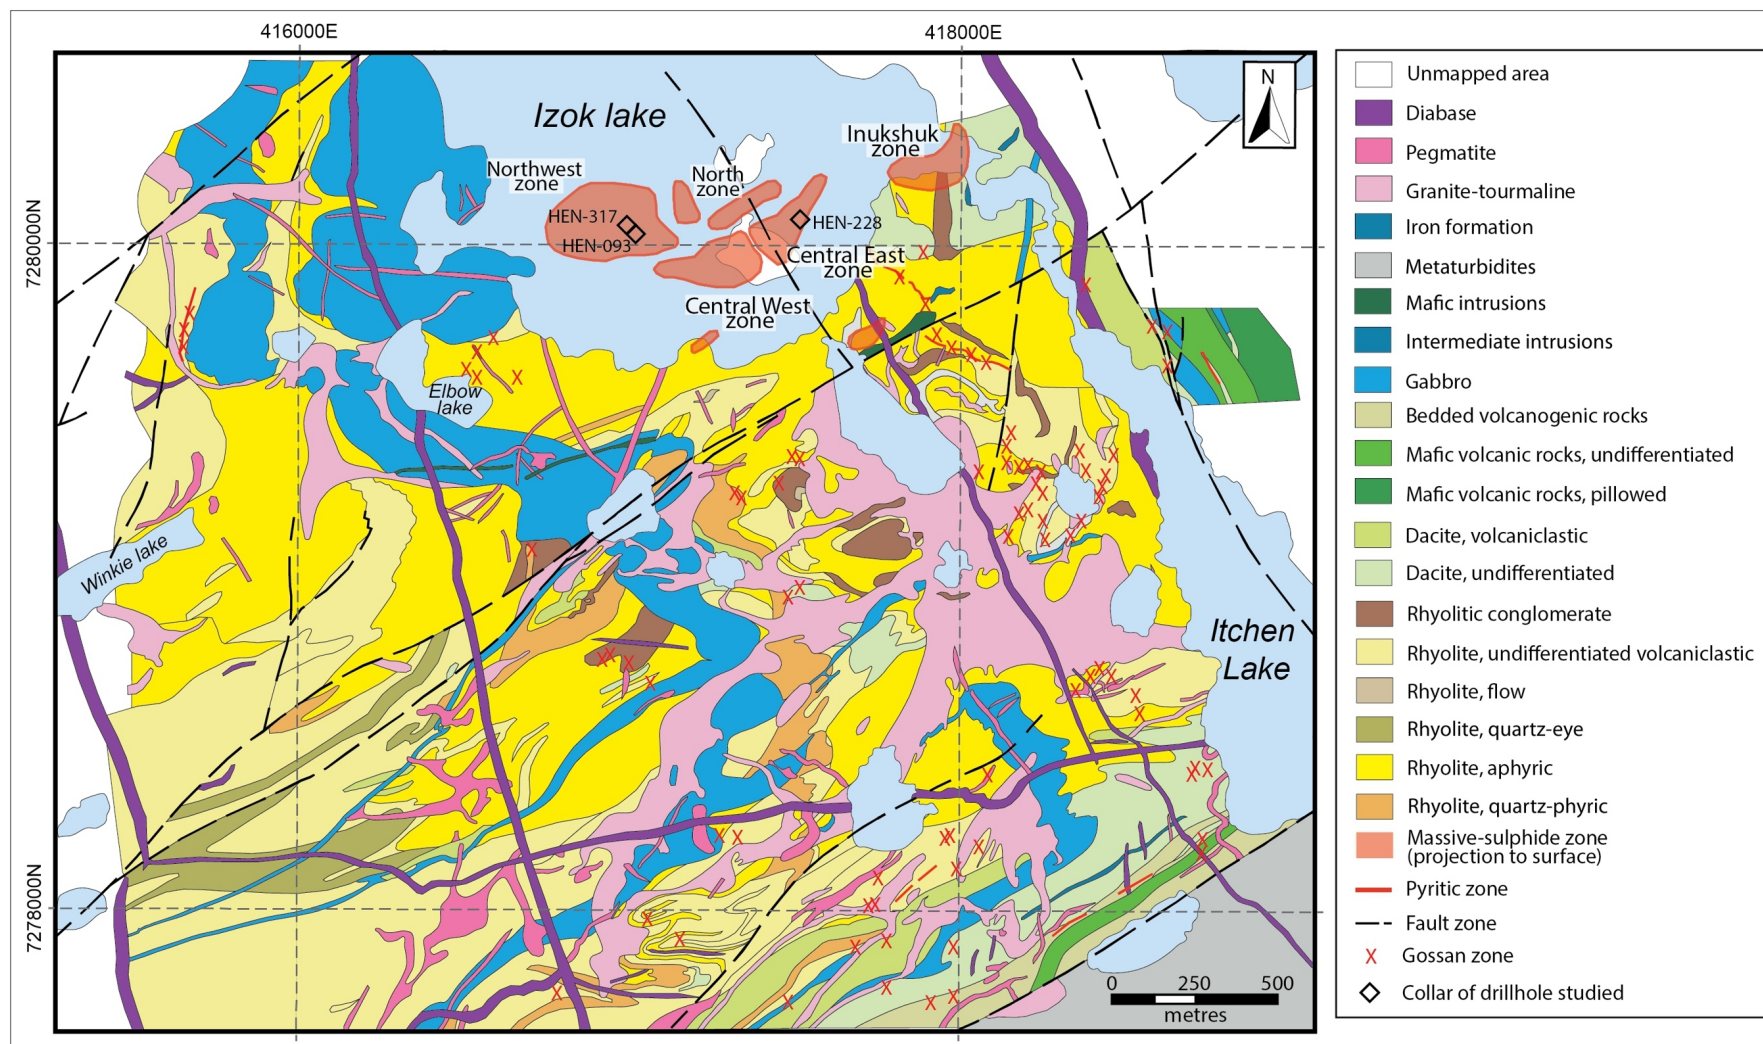 416000E
418000E
7280000N
7278000N
N
Izok lake
Inukshuk
zone
Northwest
zone
North
zone
HEN-317
HEN-228
HEN-093
Central East
zone
Central West
zone
Elbow
lake
Winkie lake
Itchen
Lake
0 250 500
metres
Unmapped area
Diabase
Pegmatite
Granite-tourmaline
Iron formation
Metaturbidites
Mafic intrusions
Intermediate intrusions
Gabbro
Bedded volcanogenic rocks
Mafic volcanic rocks, undifferentiated
Mafic volcanic rocks, pillowed
Dacite, volcaniclastic
Dacite, undifferentiated
Rhyolitic conglomerate
Rhyolite, undifferentiated volcaniclastic
Rhyolite, flow
Rhyolite, quartz-eye
Rhyolite, aphyric
Rhyolite, quartz-phyric
Massive-sulphide zone
(projection to surface)
Pyritic zone
Fault zone
Gossan zone
Collar of drillhole studied